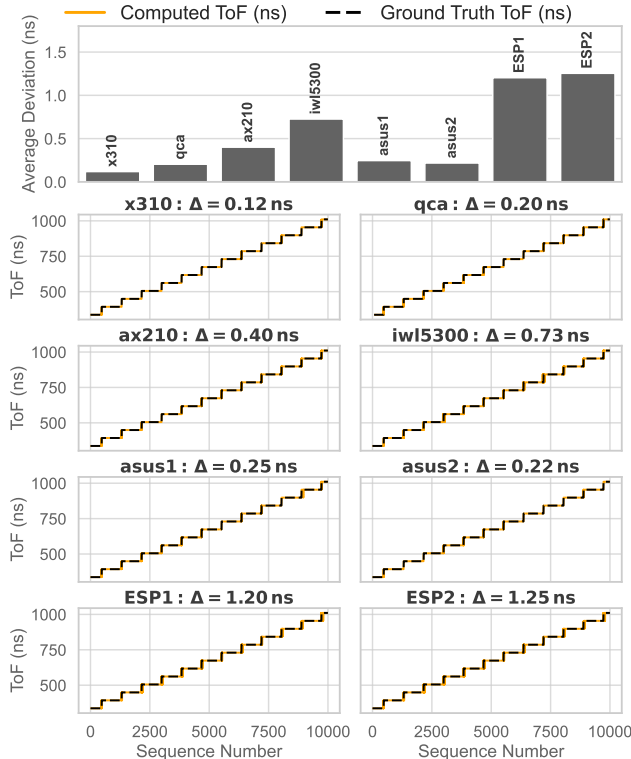 Computed ToF (ns) Ground Truth ToF (ns)
Average Deviation (ns)
1.5
1.0
0.5
0.0
x310
qca
ax210
iwl5300
asus1
asus2
ESP1
ESP2
x310: Δ = 0.12 ns
qca: Δ = 0.20 ns
ToF (ns)
1000
750
500
ax210: Δ = 0.40 ns
iwl5300: Δ = 0.73 ns
ToF (ns)
1000
750
500
asus1: Δ = 0.25 ns
asus2: Δ = 0.22 ns
ToF (ns)
1000
750
500
ESP1: Δ = 1.20 ns
ESP2: Δ = 1.25 ns
ToF (ns)
1000
750
500
0 2500 5000 7500 10000
0 2500 5000 7500 10000
Sequence Number
Sequence Number